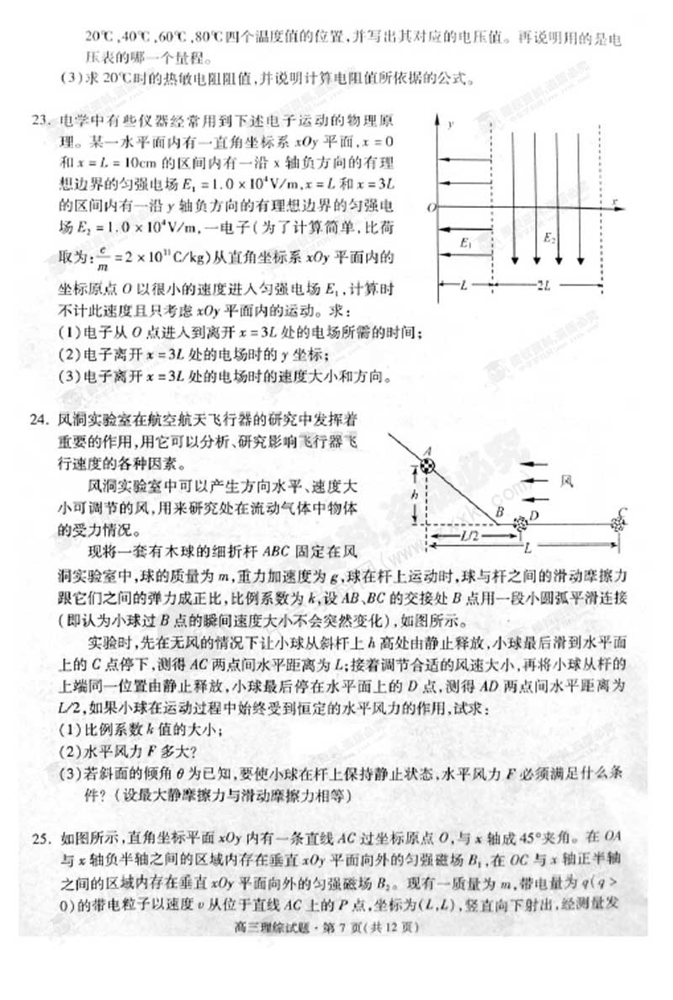 20℃,40℃,60℃,80℃四个温度值的位置,并写出其对应的电压值。再说明用的是电
压表的哪一个量程。
(3)求20℃时的热敏电阻阻值,并说明计算电阻值所依据的公式。
23. 电学中有些仪器经常用到下述电子运动的物理原
理。某一水平面内有一直角坐标系 xOy 平面,x = 0
和 x = L = 10cm 的区间内有一沿 x 轴负方向的有理
想边界的匀强电场 E₁ = 1.0 × 10⁴V/m,x = L 和 x = 3L
的区间内有一沿 y 轴负方向的有理想边界的匀强电
场 E₂ = 1.0 × 10⁴V/m,一电子(为了计算简单,比荷
取为:e/m = 2 × 10¹¹C/kg)从直角坐标系 xOy 平面内的
坐标原点 O 以很小的速度进入匀强电场 E₁,计算时
不计此速度且只考虑 xOy 平面内的运动。求:
(1)电子从 O 点进入到离开 x = 3L 处的电场所需的时间;
(2)电子离开 x = 3L 处的电场时的 y 坐标;
(3)电子离开 x = 3L 处的电场时的速度大小和方向。
y
O
x
E₁
E₂
L
2L
24. 风洞实验室在航空航天飞行器的研究中发挥着
重要的作用,用它可以分析、研究影响飞行器飞
行速度的各种因素。
风洞实验室中可以产生方向水平、速度大
小可调节的风,用来研究处在流动气体中物体
的受力情况。
现将一套有木球的细折杆 ABC 固定在风
洞实验室中,球的质量为 m,重力加速度为 g,球在杆上运动时,球与杆之间的滑动摩擦力
跟它们之间的弹力成正比,比例系数为 k,设 AB、BC 的交接处 B 点用一段小圆弧平滑连接
(即认为小球过 B 点的瞬间速度大小不会突然变化),如图所示。
A
h
B
D
C
风
L/2
L
实验时,先在无风的情况下让小球从斜杆上 h 高处由静止释放,小球最后滑到水平面
上的 C 点停下,测得 AC 两点间水平距离为 L;接着调节合适的风速大小,再将小球从杆的
上端同一位置由静止释放,小球最后停在水平面上的 D 点,测得 AD 两点间水平距离为
L/2,如果小球在运动过程中始终受到恒定的水平风力的作用,试求:
(1)比例系数 k 值的大小;
(2)水平风力 F 多大?
(3)若斜面的倾角 θ 为已知,要使小球在杆上保持静止状态,水平风力 F 必须满足什么条
件?(设最大静摩擦力与滑动摩擦力相等)
25. 如图所示,直角坐标平面 xOy 内有一条直线 AC 过坐标原点 O,与 x 轴成 45°夹角。在 OA
与 x 轴负半轴之间的区域内存在垂直 xOy 平面向外的匀强磁场 B₁,在 OC 与 x 轴正半轴
之间的区域内存在垂直 xOy 平面向外的匀强磁场 B₂。现有一质量为 m,带电量为 q(q >
0)的带电粒子以速度 v 从位于直线 AC 上的 P 点,坐标为(L,L),竖直向下射出,经测量发
高三理综试题·第 7 页(共 12 页)